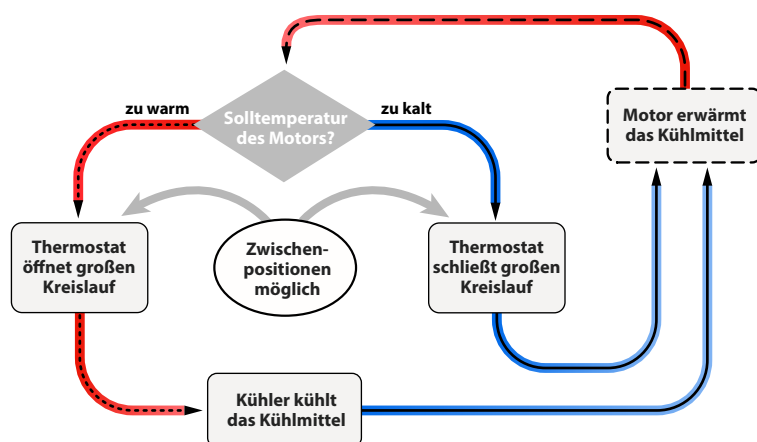 zu warm
Solltemperatur
des Motors?
zu kalt
Motor erwärmt
das Kühlmittel
Thermostat
öffnet großen
Kreislauf
Zwischen-
positionen
möglich
Thermostat
schließt großen
Kreislauf
Kühler kühlt
das Kühlmittel